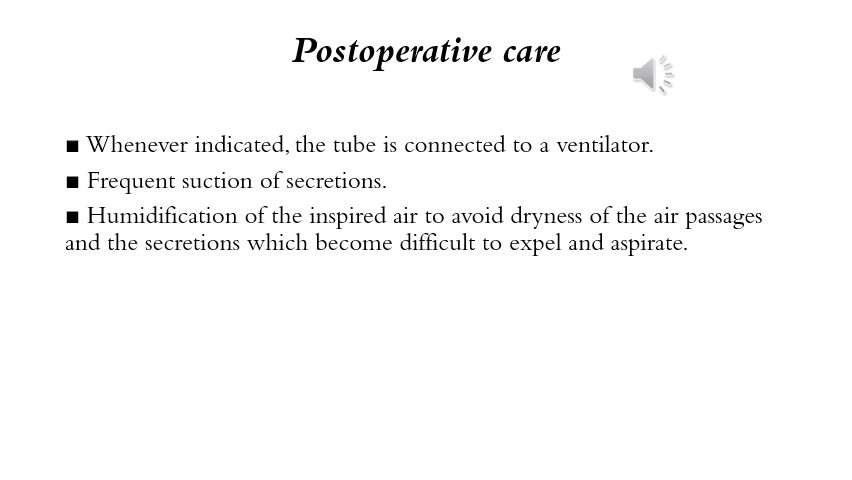 Postoperative care
■ Whenever indicated, the tube is connected to a ventilator.
■ Frequent suction of secretions.
■ Humidification of the inspired air to avoid dryness of the air passages
and the secretions which become difficult to expel and aspirate.